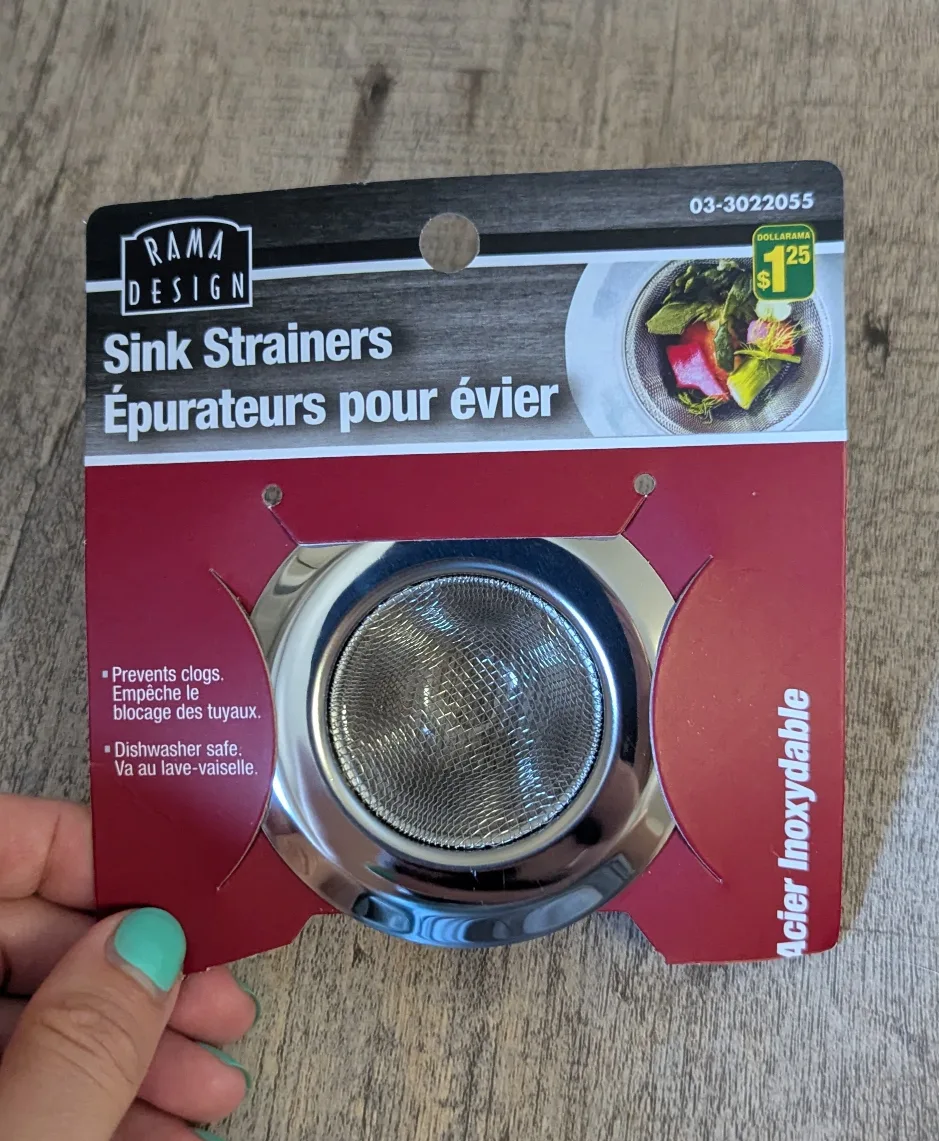 03-3022055
RAMA
DESIGN
DOLLARAMA
$1.25
Sink Strainers
Épurateurs pour évier
▪ Prevents clogs.
Empêche le
blocage des tuyaux.
▪ Dishwasher safe.
Va au lave-vaiselle.
Acier Inoxydable